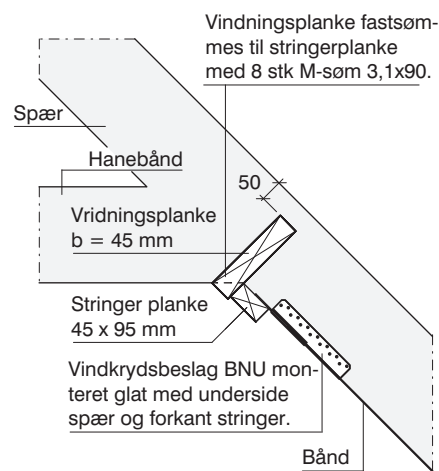 Vindningsplanke fastsøm-
mes til stringerplanke
med 8 stk M-søm 3,1x90.
Spær
Hanebånd
50
Vridningsplanke
b = 45 mm
Stringer planke
45 x 95 mm
Vindkrydsbeslag BNU mon-
teret glat med underside
spær og forkant stringer.
Bånd